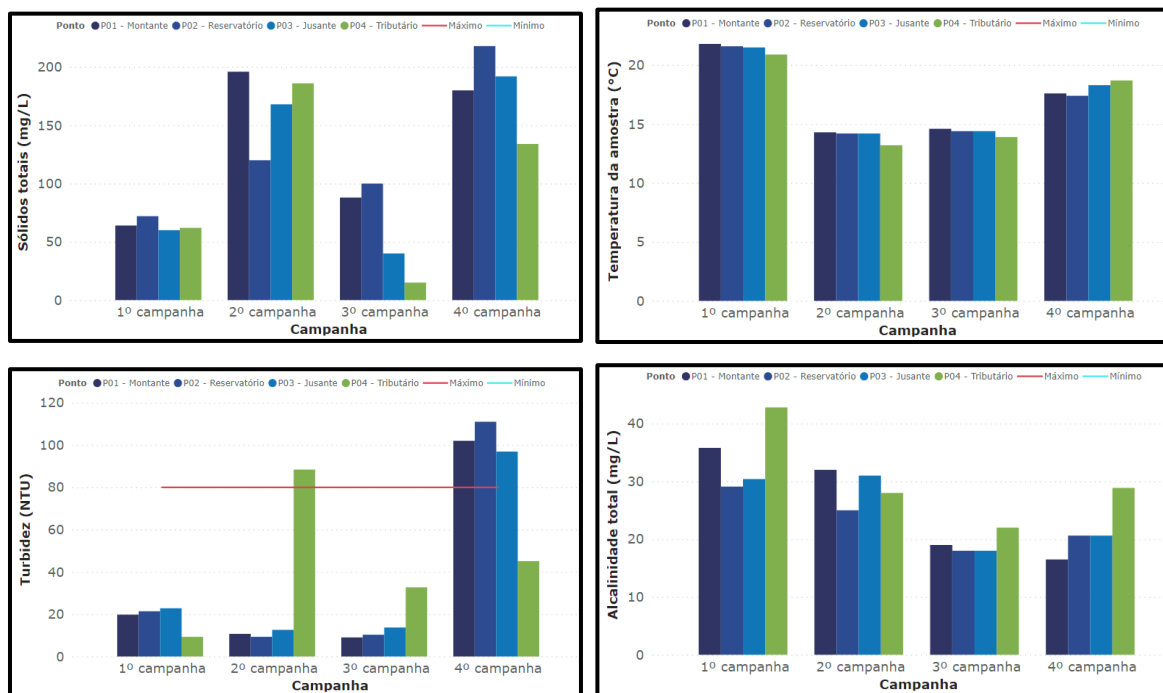 Ponto P01 - Montante P02 - Reservatório P03 - Jusante P04 - Tributário Máximo Mínimo
Sólidos totais (mg/L)
200
150
100
50
0
1º campanha 2º campanha 3º campanha 4º campanha
Campanha
Ponto P01 - Montante P02 - Reservatório P03 - Jusante P04 - Tributário Máximo Mínimo
Temperatura da amostra (°C)
20
15
10
5
0
1º campanha 2º campanha 3º campanha 4º campanha
Campanha
Ponto P01 - Montante P02 - Reservatório P03 - Jusante P04 - Tributário Máximo Mínimo
Turbidez (NTU)
120
100
80
60
40
20
0
1º campanha 2º campanha 3º campanha 4º campanha
Campanha
Ponto P01 - Montante P02 - Reservatório P03 - Jusante P04 - Tributário Máximo Mínimo
Alcalinidade total (mg/L)
40
30
20
10
0
1º campanha 2º campanha 3º campanha 4º campanha
Campanha